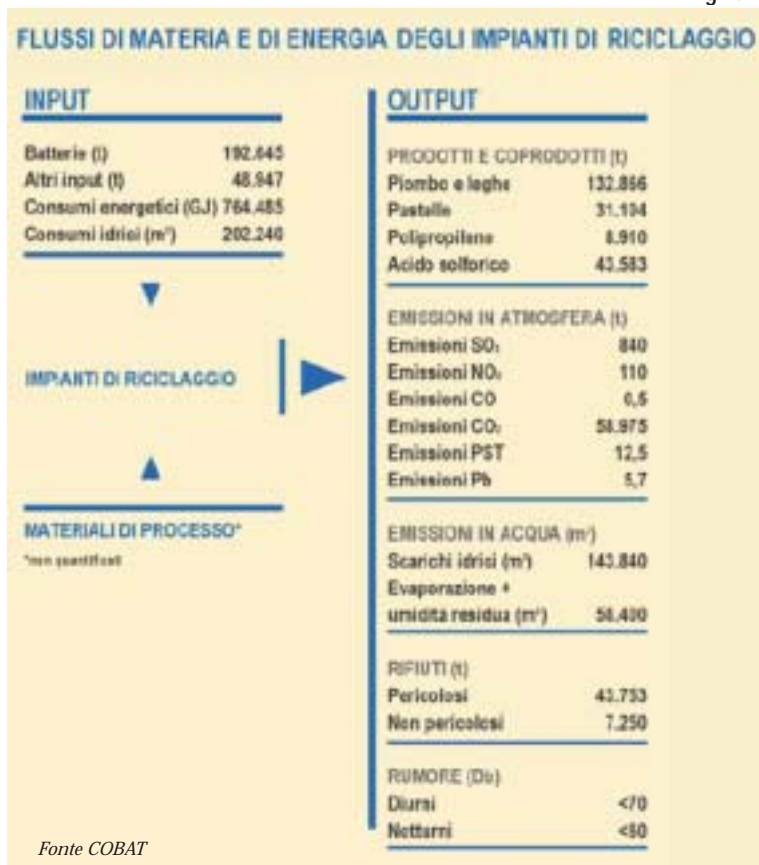 FLUSSI DI MATERIA E DI ENERGIA DEGLI IMPIANTI DI RICICLAGGIO
INPUT
Batterie (t) 192.645
Altri input (t) 48.947
Consumi energetici (GJ) 764.485
Consumi idrici (m³) 202.240
IMPIANTI DI RICICLAGGIO
MATERIALI DI PROCESSO*
*non quantificati
OUTPUT
PRODOTTI E COPRODOTTI (t)
Piombo e leghe 132.866
31.194
Polipropilene 8.910
Acido solforico 43.583
EMISSIONI IN ATMOSFERA (t)
Emissioni SO₂ 840
Emissioni NOₓ 110
Emissioni CO
Emissioni CO₂ 58.975
Emissioni PST 12,5
Emissioni Pb
EMISSIONI IN ACQUA (m³)
Scarichi idrici (m³) 143.840
Evaporazione +
umidità residua (m³) 58.400
RIFIUTI (t)
Pericolosi 43.753
Non pericolosi 7.250
RUMORE (Db)
Diurni <70
Notturni <60
Fonte COBAT